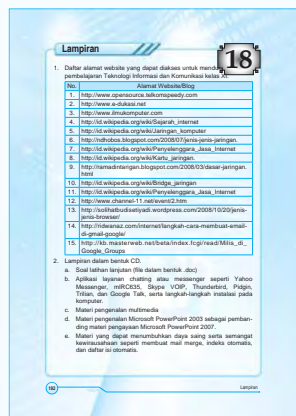 Lampiran
18
1. Daftar alamat website yang dapat diakses untuk
pembelajaran Teknologi Informasi dan Komunikasi kelas XI.
No. Alamat Website/Blog
1. http://www.opensource.telkomspeedy.com
2. http://www.e-dukasi.net
3. http://www.ilmukomputer.com
4. http://id.wikipedia.org/wiki/Sejarah_internet
5. http://id.wikipedia.org/wiki/Jaringan_komputer
6. http://ndhobos.blogspot.com/2008/07/jenis-jenis-jaringan.
7. http://id.wikipedia.org/wiki/Penyelenggara_Jasa_Internet
8. http://id.wikipedia.org/wiki/Kartu_jaringan.
9. http://ramadintangan.blogspot.com/2008/03/dasar-jaringan.
html
10. http://id.wikipedia.org/wiki/Bridge_jaringan
11. http://id.wikipedia.org/wiki/Penyelenggara_Jasa_Internet
12. http://www.channel-11.net/event/2.htm
13. http://solihatbudisetiyadi.wordpress.com/2008/10/20/jenis-
jenis-browser/
14. http://ridwanaz.com/internet/langkah-cara-membuat-email-
di-gmail-google/
15. http://kb.masterweb.net/beta/index.fcgi/read/Milis_di_
Google_Groups
2. Lampiran dalam bentuk CD.
a. Soal latihan lanjutan (file dalam bentuk .doc)
b. Aplikasi layanan chatting atau messenger seperti Yahoo
Messenger, mIRC635, Skype VOIP, Thunderbird, Pidgin,
Trilian, dan Google Talk, serta langkah-langkah instalasi pada
komputer.
c. Materi pengenalan multimedia
d. Materi pengenalan Microsoft PowerPoint 2003 sebagai pemban-
ding materi pengayaan Microsoft PowerPoint 2007.
e. Materi yang dapat menumbuhkan daya saing serta semangat
kewirausahaan seperti membuat mail merge, indeks otomatis,
dan daftar isi otomatis.
182
Lampiran